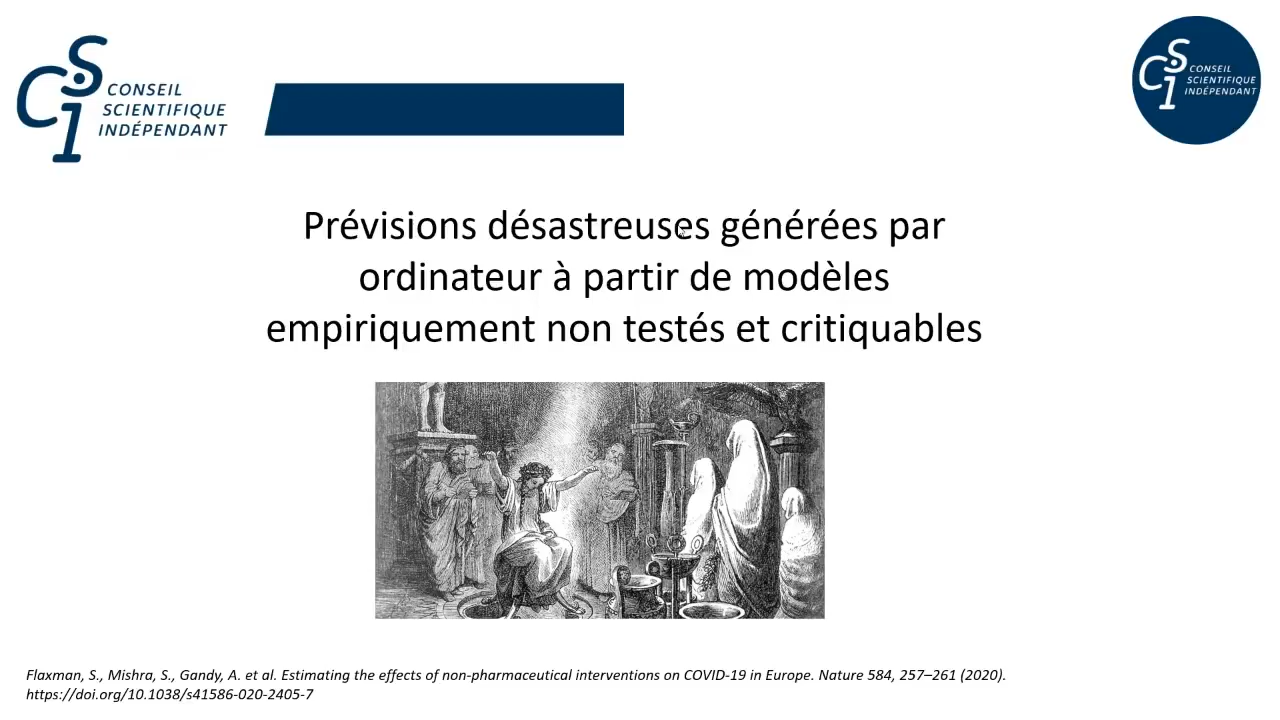 CONSEIL
SCIENTIFIQUE
INDÉPENDANT
CSI
CONSEIL
SCIENTIFIQUE
INDÉPENDANT
CSI
Prévisions désastreuses générées par
ordinateur à partir de modèles
empiriquement non testés et critiquables
Flaxman, S., Mishra, S., Gandy, A. et al. Estimating the effects of non-pharmaceutical interventions on COVID-19 in Europe. Nature 584, 257–261 (2020).
https://doi.org/10.1038/s41586-020-2405-7